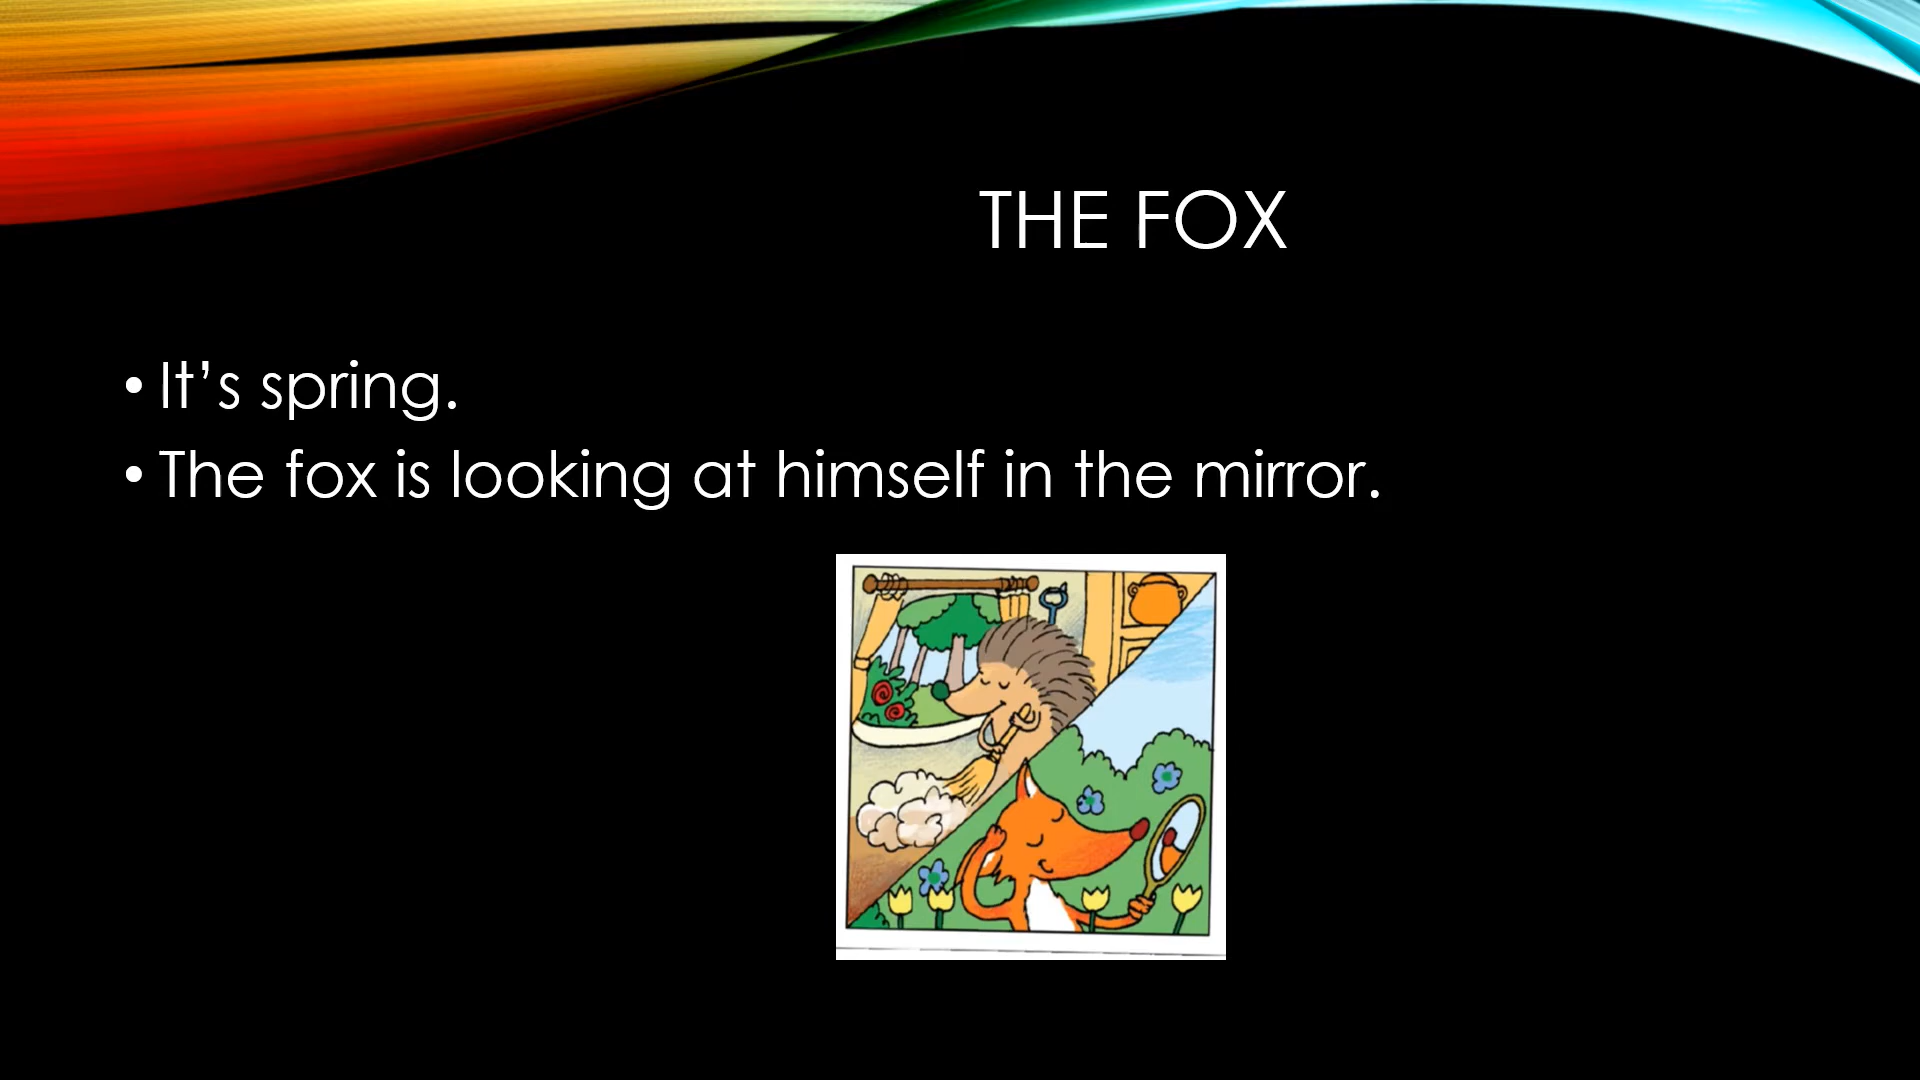 THE FOX
• It’s spring.
• The fox is looking at himself in the mirror.